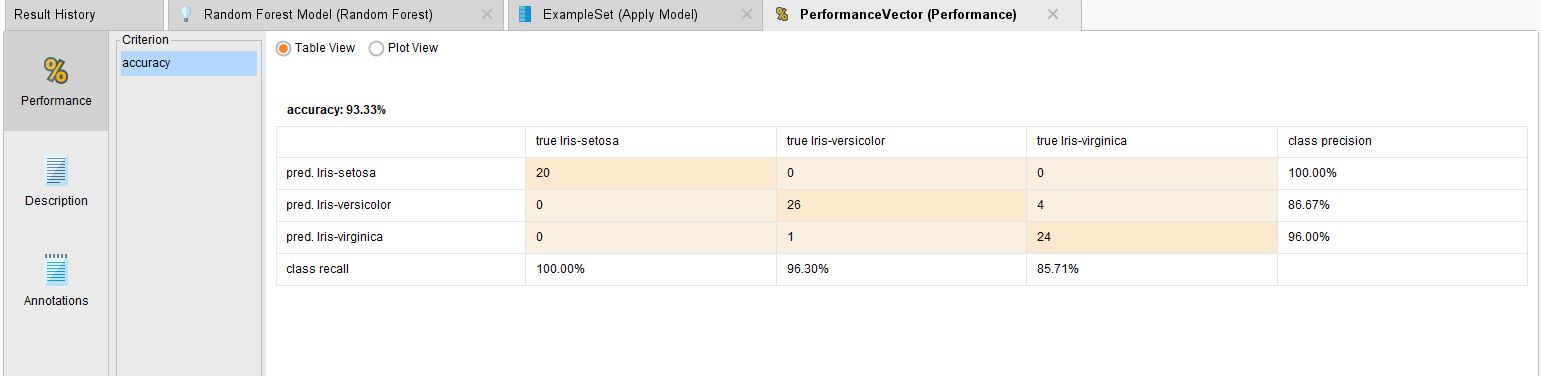 Result History Random Forest Model (Random Forest) ExampleSet (Apply Model) % PerformanceVector (Performance)
Criterion
accuracy
% Performance
Description
Annotations
Table View Plot View
accuracy: 93.33%
true Iris-setosa true Iris-versicolor true Iris-virginica class precision
pred. Iris-setosa 20 0 0 100.00%
pred. Iris-versicolor 0 26 4 86.67%
pred. Iris-virginica 0 1 24 96.00%
class recall 100.00% 96.30% 85.71%